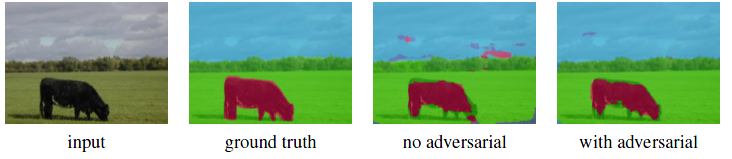 input
ground truth
no adversarial
with adversarial